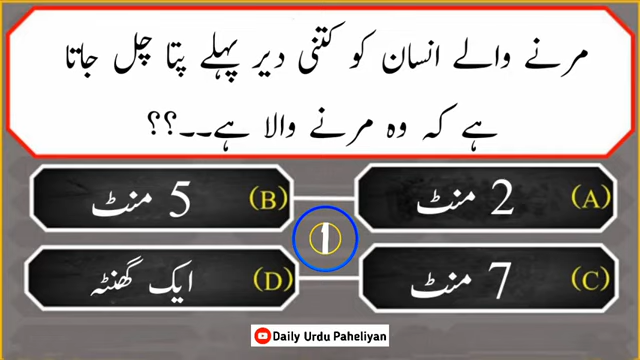 مرنے والے انسان کو کتنی دیر پہلے پتا چل جاتا
ہے کہ وہ مرنے والا ہے۔۔؟؟
(A) 2 منٹ
(B) 5 منٹ
1
(C) 7 منٹ
(D) ایک گھنٹہ
Daily Urdu Paheliyan